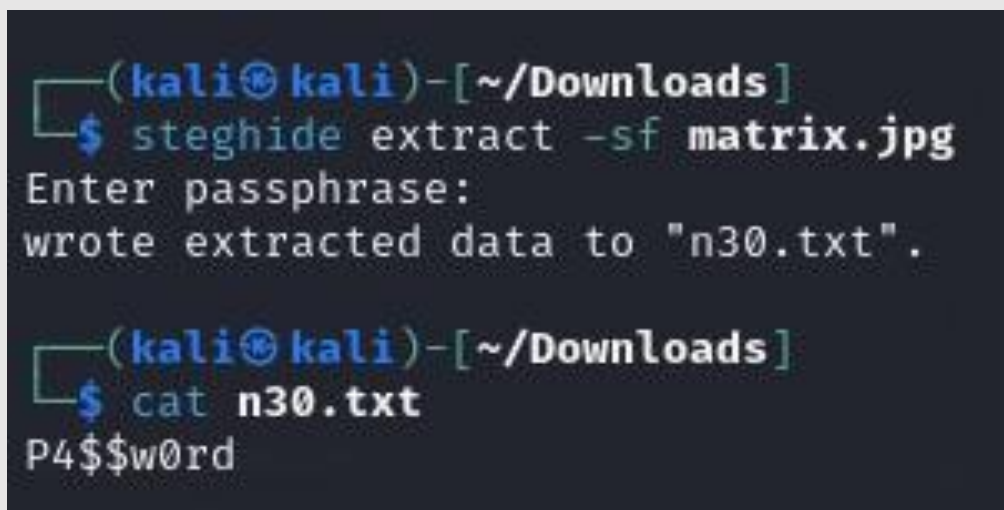 ┌──(kali㉿kali)-[~/Downloads]
└─$ steghide extract -sf matrix.jpg
Enter passphrase:
wrote extracted data to "n30.txt".
┌──(kali㉿kali)-[~/Downloads]
└─$ cat n30.txt
P4$$w0rd